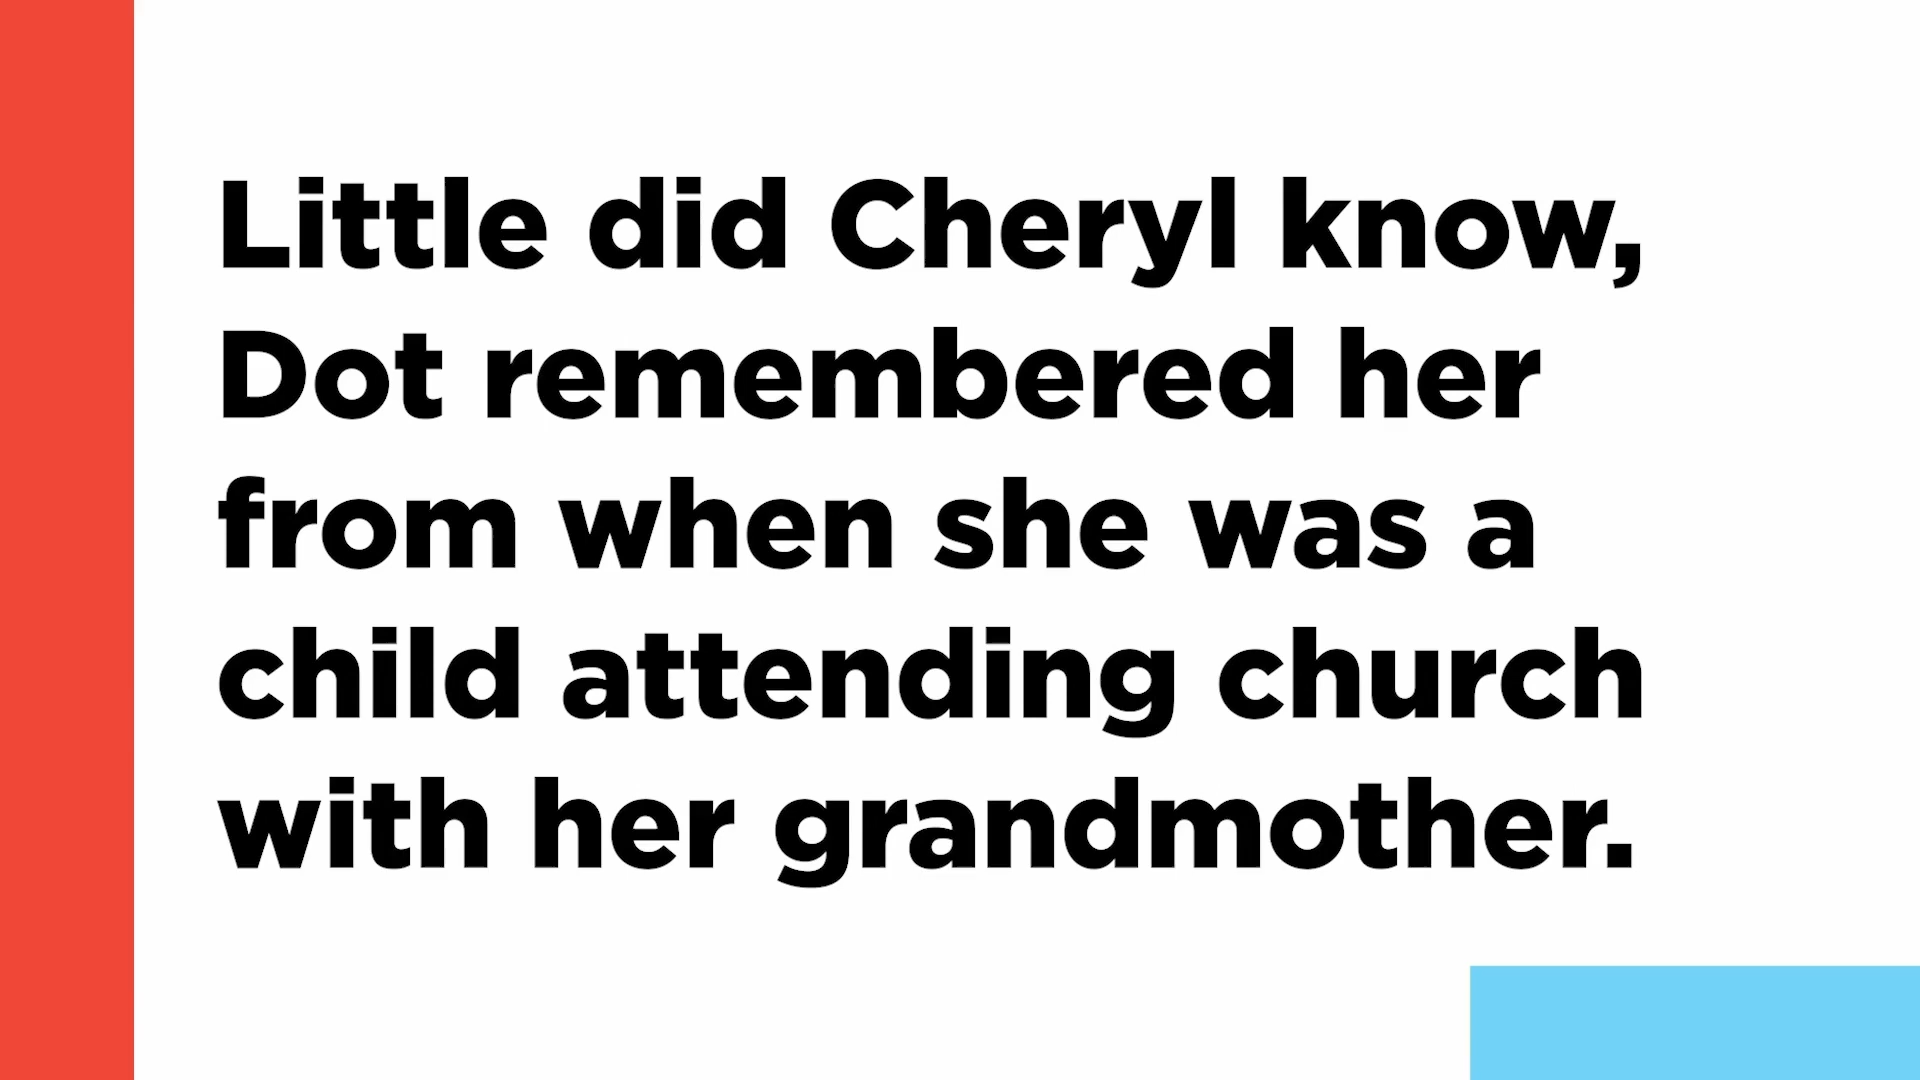 Little did Cheryl know,
Dot remembered her
from when she was a
child attending church
with her grandmother.